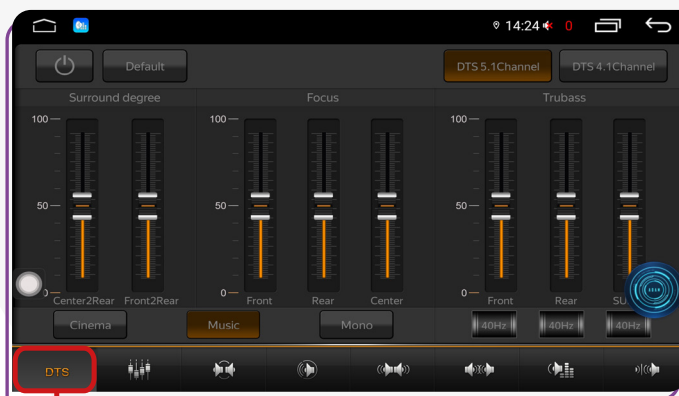 14:24 0
Default DTS 5.1Channel DTS 4.1Channel
Surround degree Focus Trubass
100 100 100
50 50 50
0 0 0
Center2Rear Front2Rear Front Rear Center Front Rear
Cinema Music Mono 40Hz 40Hz 40Hz
DTS